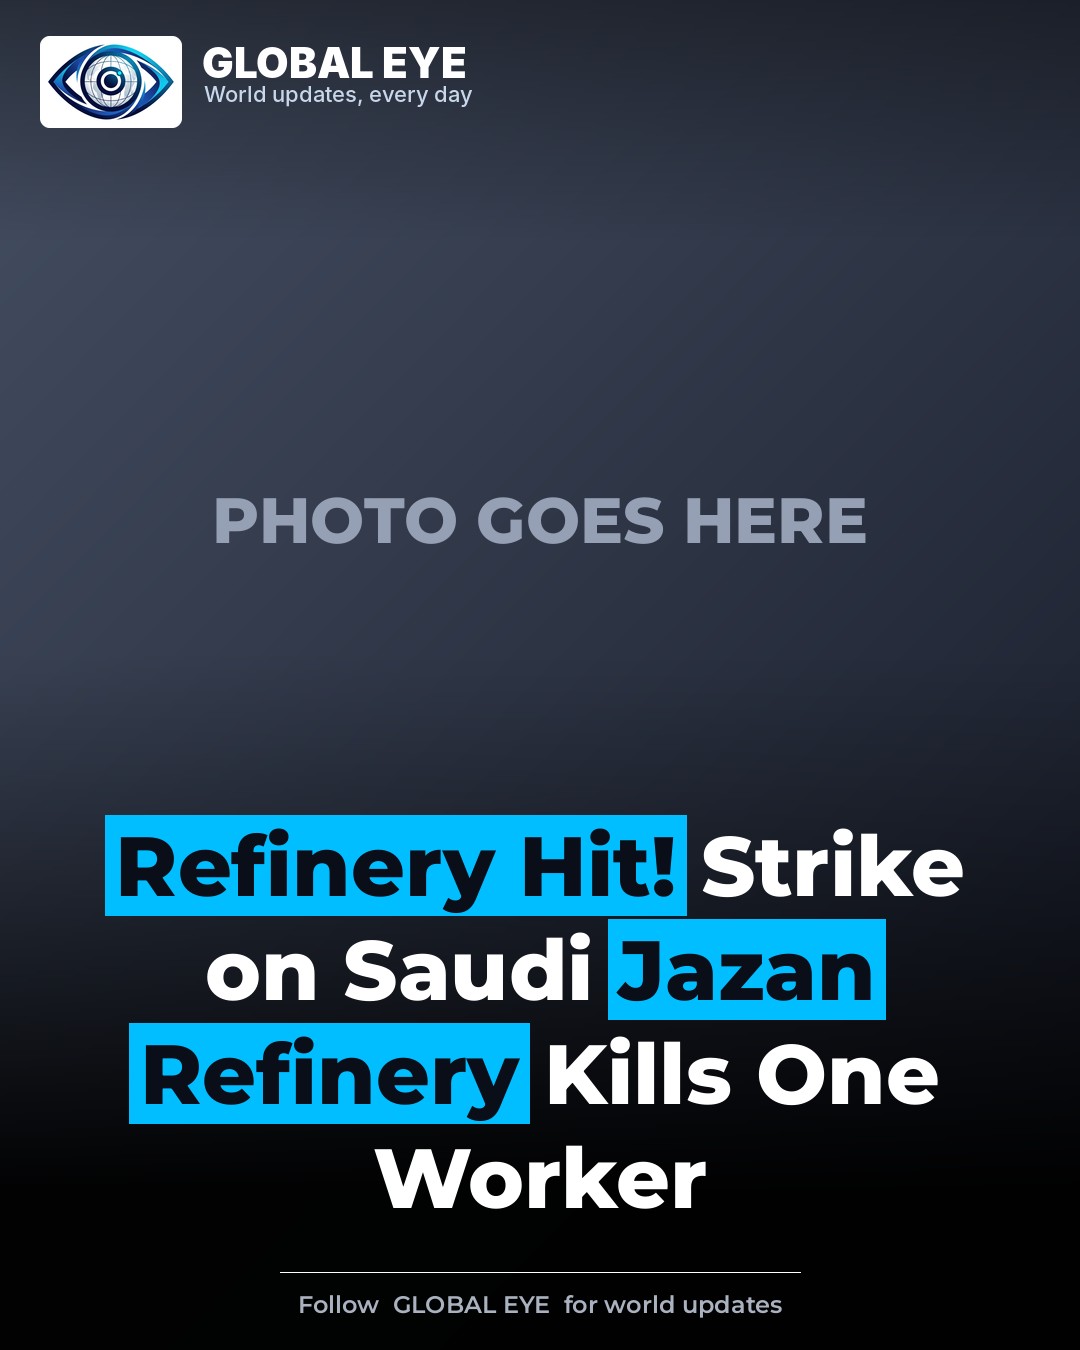 GLOBAL EYE
World updates, every day
PHOTO GOES HERE
Refinery Hit! Strike
on Saudi Jazan
Refinery Kills One
Worker
Follow GLOBAL EYE for world updates